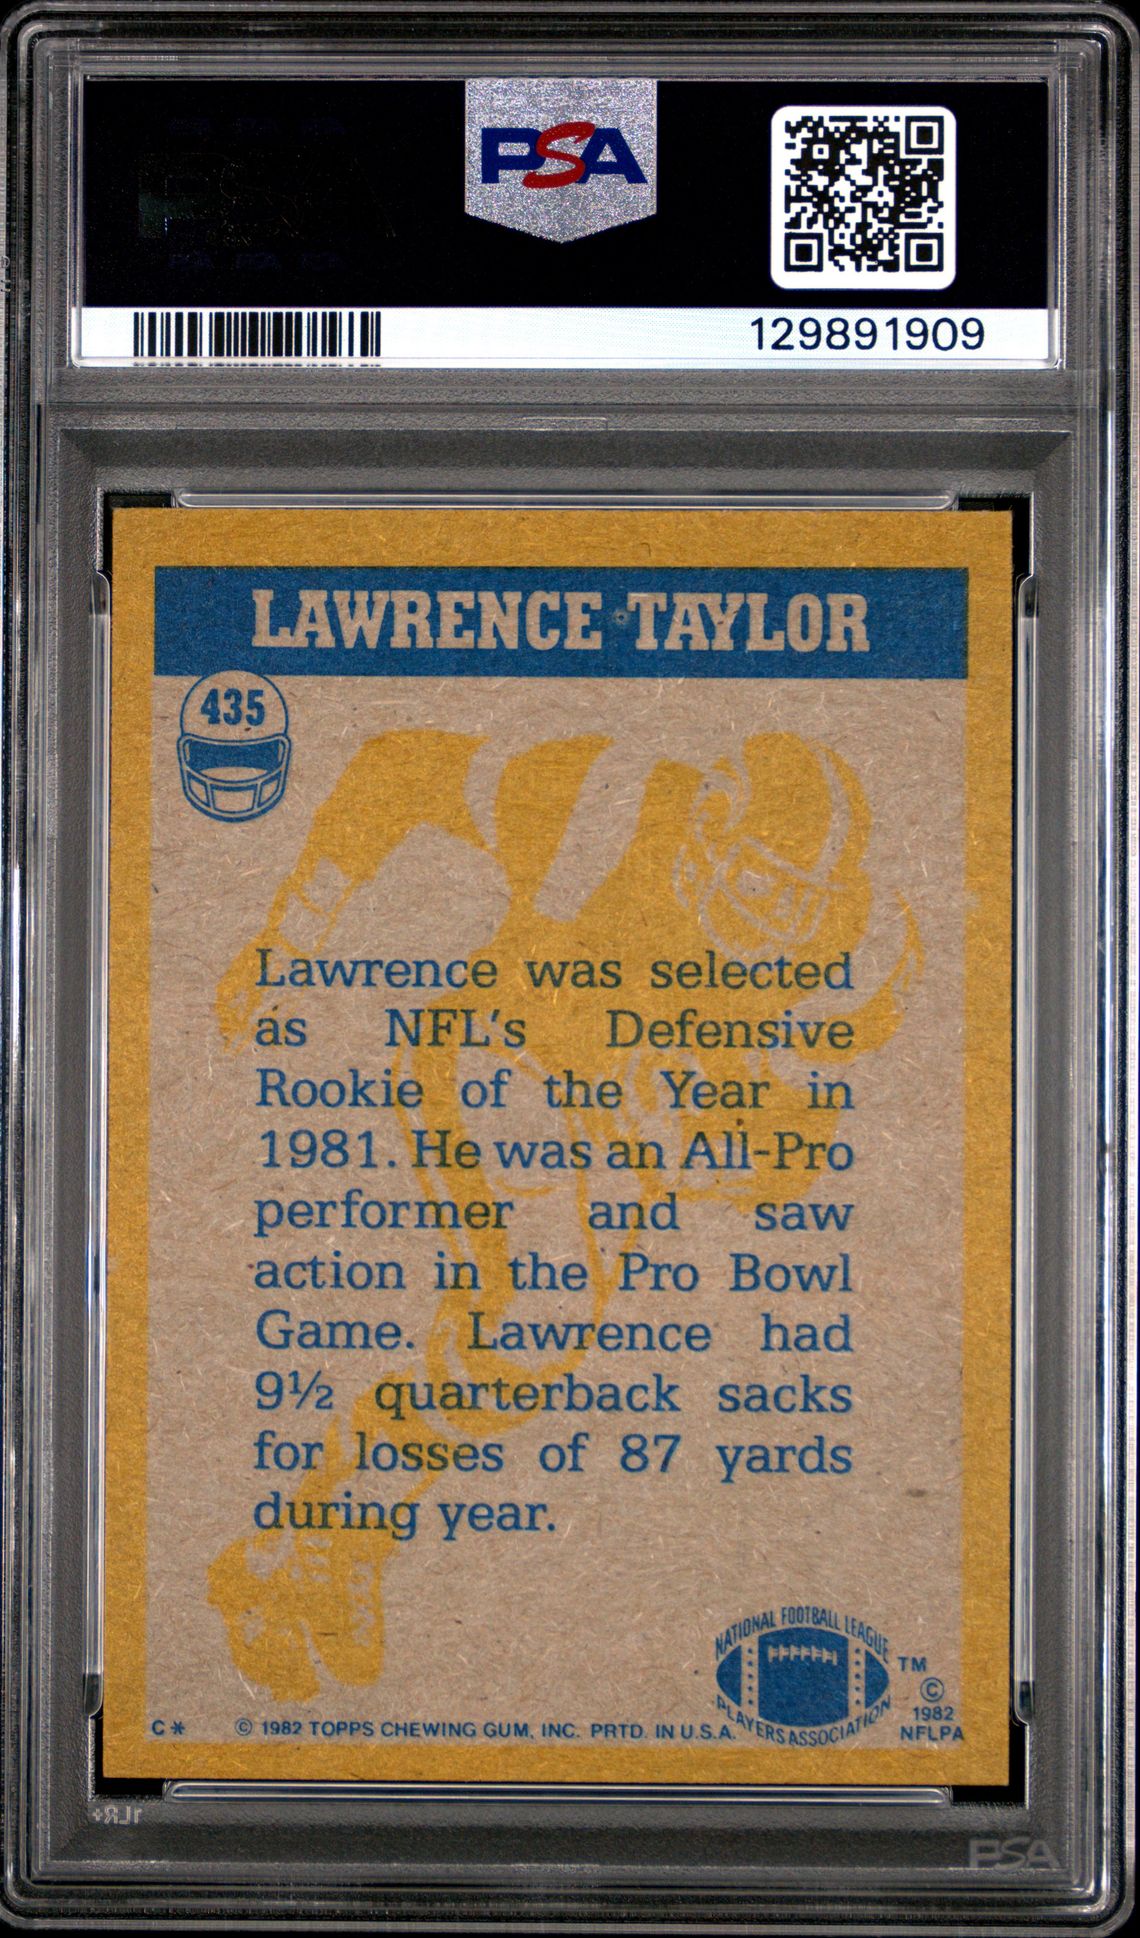 PSA
129891909
LAWRENCE TAYLOR
435
Lawrence was selected
as NFL's Defensive
Rookie of the Year in
1981. He was an All-Pro
performer and saw
action in the Pro Bowl
Game. Lawrence had
9½ quarterback sacks
for losses of 87 yards
during year.
NATIONAL FOOTBALL LEAGUE
PLAYERS ASSOCIATION
TM
©
1982
NFLPA
C* © 1982 TOPPS CHEWING GUM, INC. PRTD. IN U.S.A.
1LR+
PSA